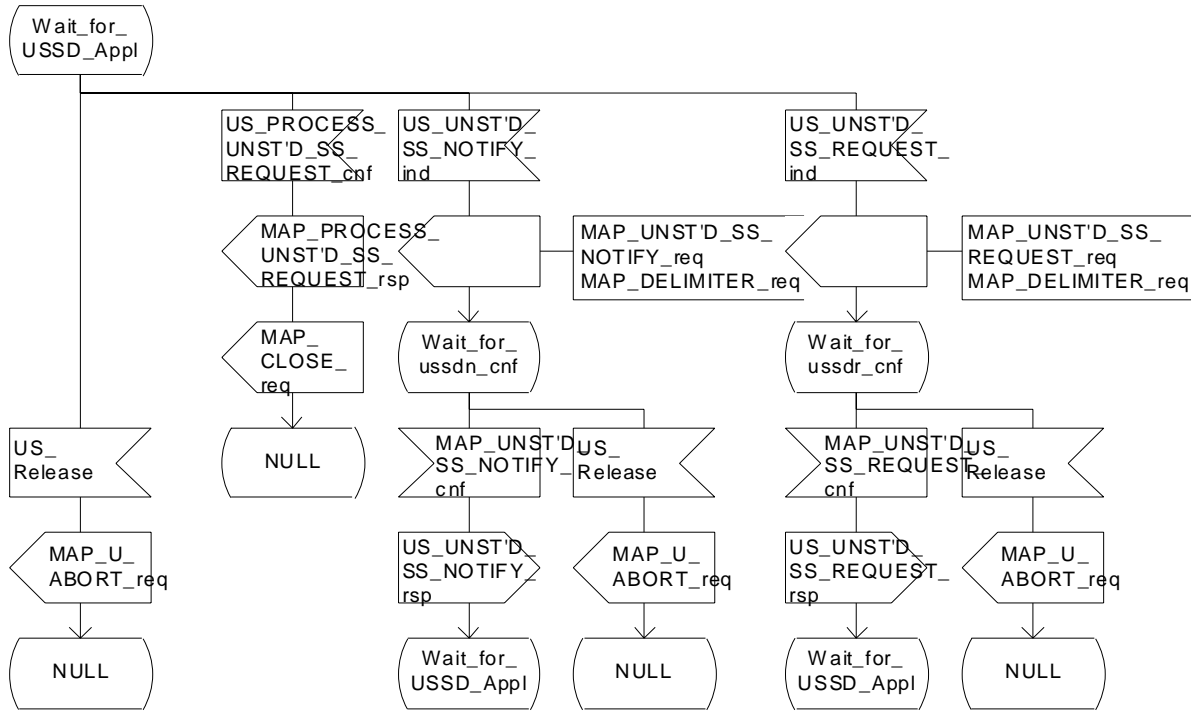 Wait_for_
USSD_Appl
US_PROCESS_
UNST'D_SS_
REQUEST_cnf
US_UNST'D_
SS_NOTIFY_
ind
US_UNST'D_
SS_REQUEST_
ind
MAP_PROCESS_
UNST'D_SS_
REQUEST_rsp
MAP_UNST'D_SS_
NOTIFY_req
MAP_DELIMITER_req
MAP_UNST'D_SS_
REQUEST_req
MAP_DELIMITER_req
MAP_
CLOSE_
req
Wait_for_
ussdn_cnf
Wait_for_
ussdr_cnf
US_
Release
NULL
MAP_UNST'D_
SS_NOTIFY_
cnf
US_
Release
MAP_UNST'D_
SS_REQUEST_
cnf
US_
Release
MAP_U_
ABORT_req
US_UNST'D_
SS_NOTIFY_
rsp
MAP_U_
ABORT_req
US_UNST'D_
SS_REQUEST_
rsp
MAP_U_
ABORT_req
NULL
Wait_for_
USSD_Appl
NULL
Wait_for_
USSD_Appl
NULL